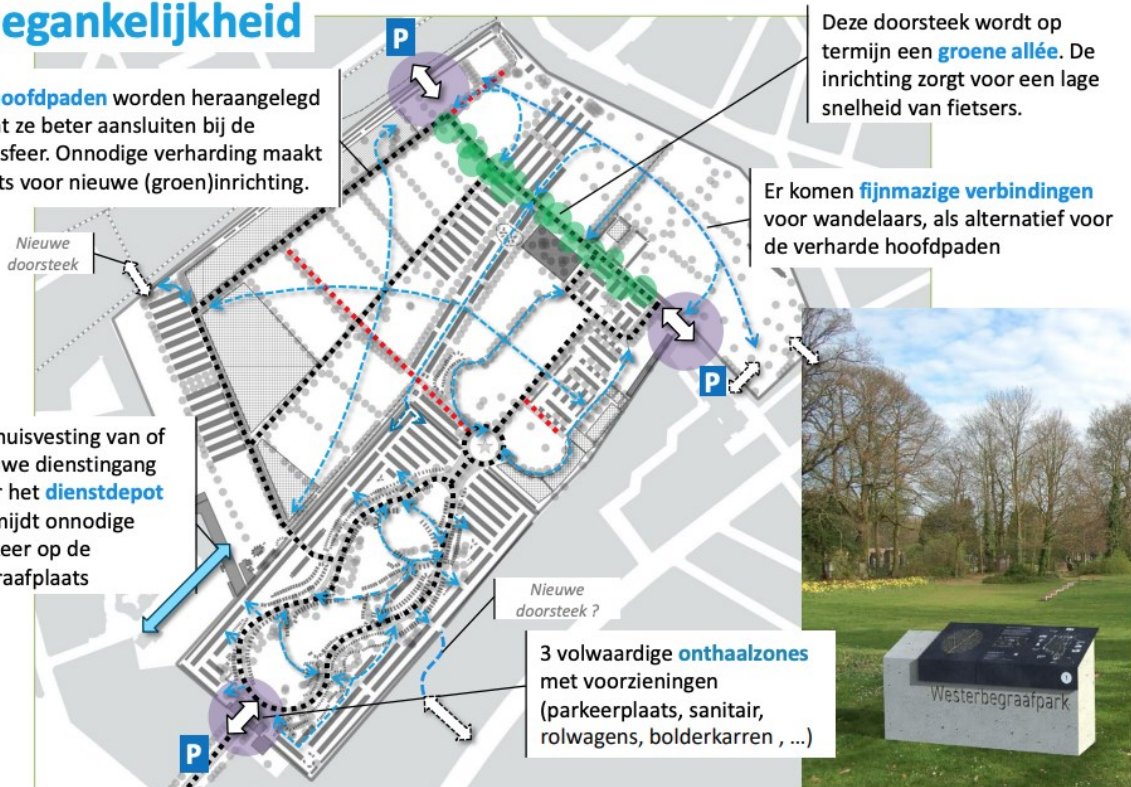 egankelijkheid
P
Deze doorsteek wordt op
termijn een groene allée. De
inrichting zorgt voor een lage
snelheid van fietsers.
oofdpaden worden heraangelegd
t ze beter aansluiten bij de
sfeer. Onnodige verharding maakt
ts voor nieuwe (groen)inrichting.
Er komen fijnmazige verbindingen
voor wandelaars, als alternatief voor
de verharde hoofdpaden
Nieuwe
doorsteek
P
huisvesting van of
uwe dienstingang
r het dienstdepot
mijdt onnodige
eer op de
raafplaats
Nieuwe
doorsteek ?
3 volwaardige onthaalzones
met voorzieningen
(parkeerplaats, sanitair,
rolwagens, bolderkarren , ...)
P
Westerbegraafpark
1